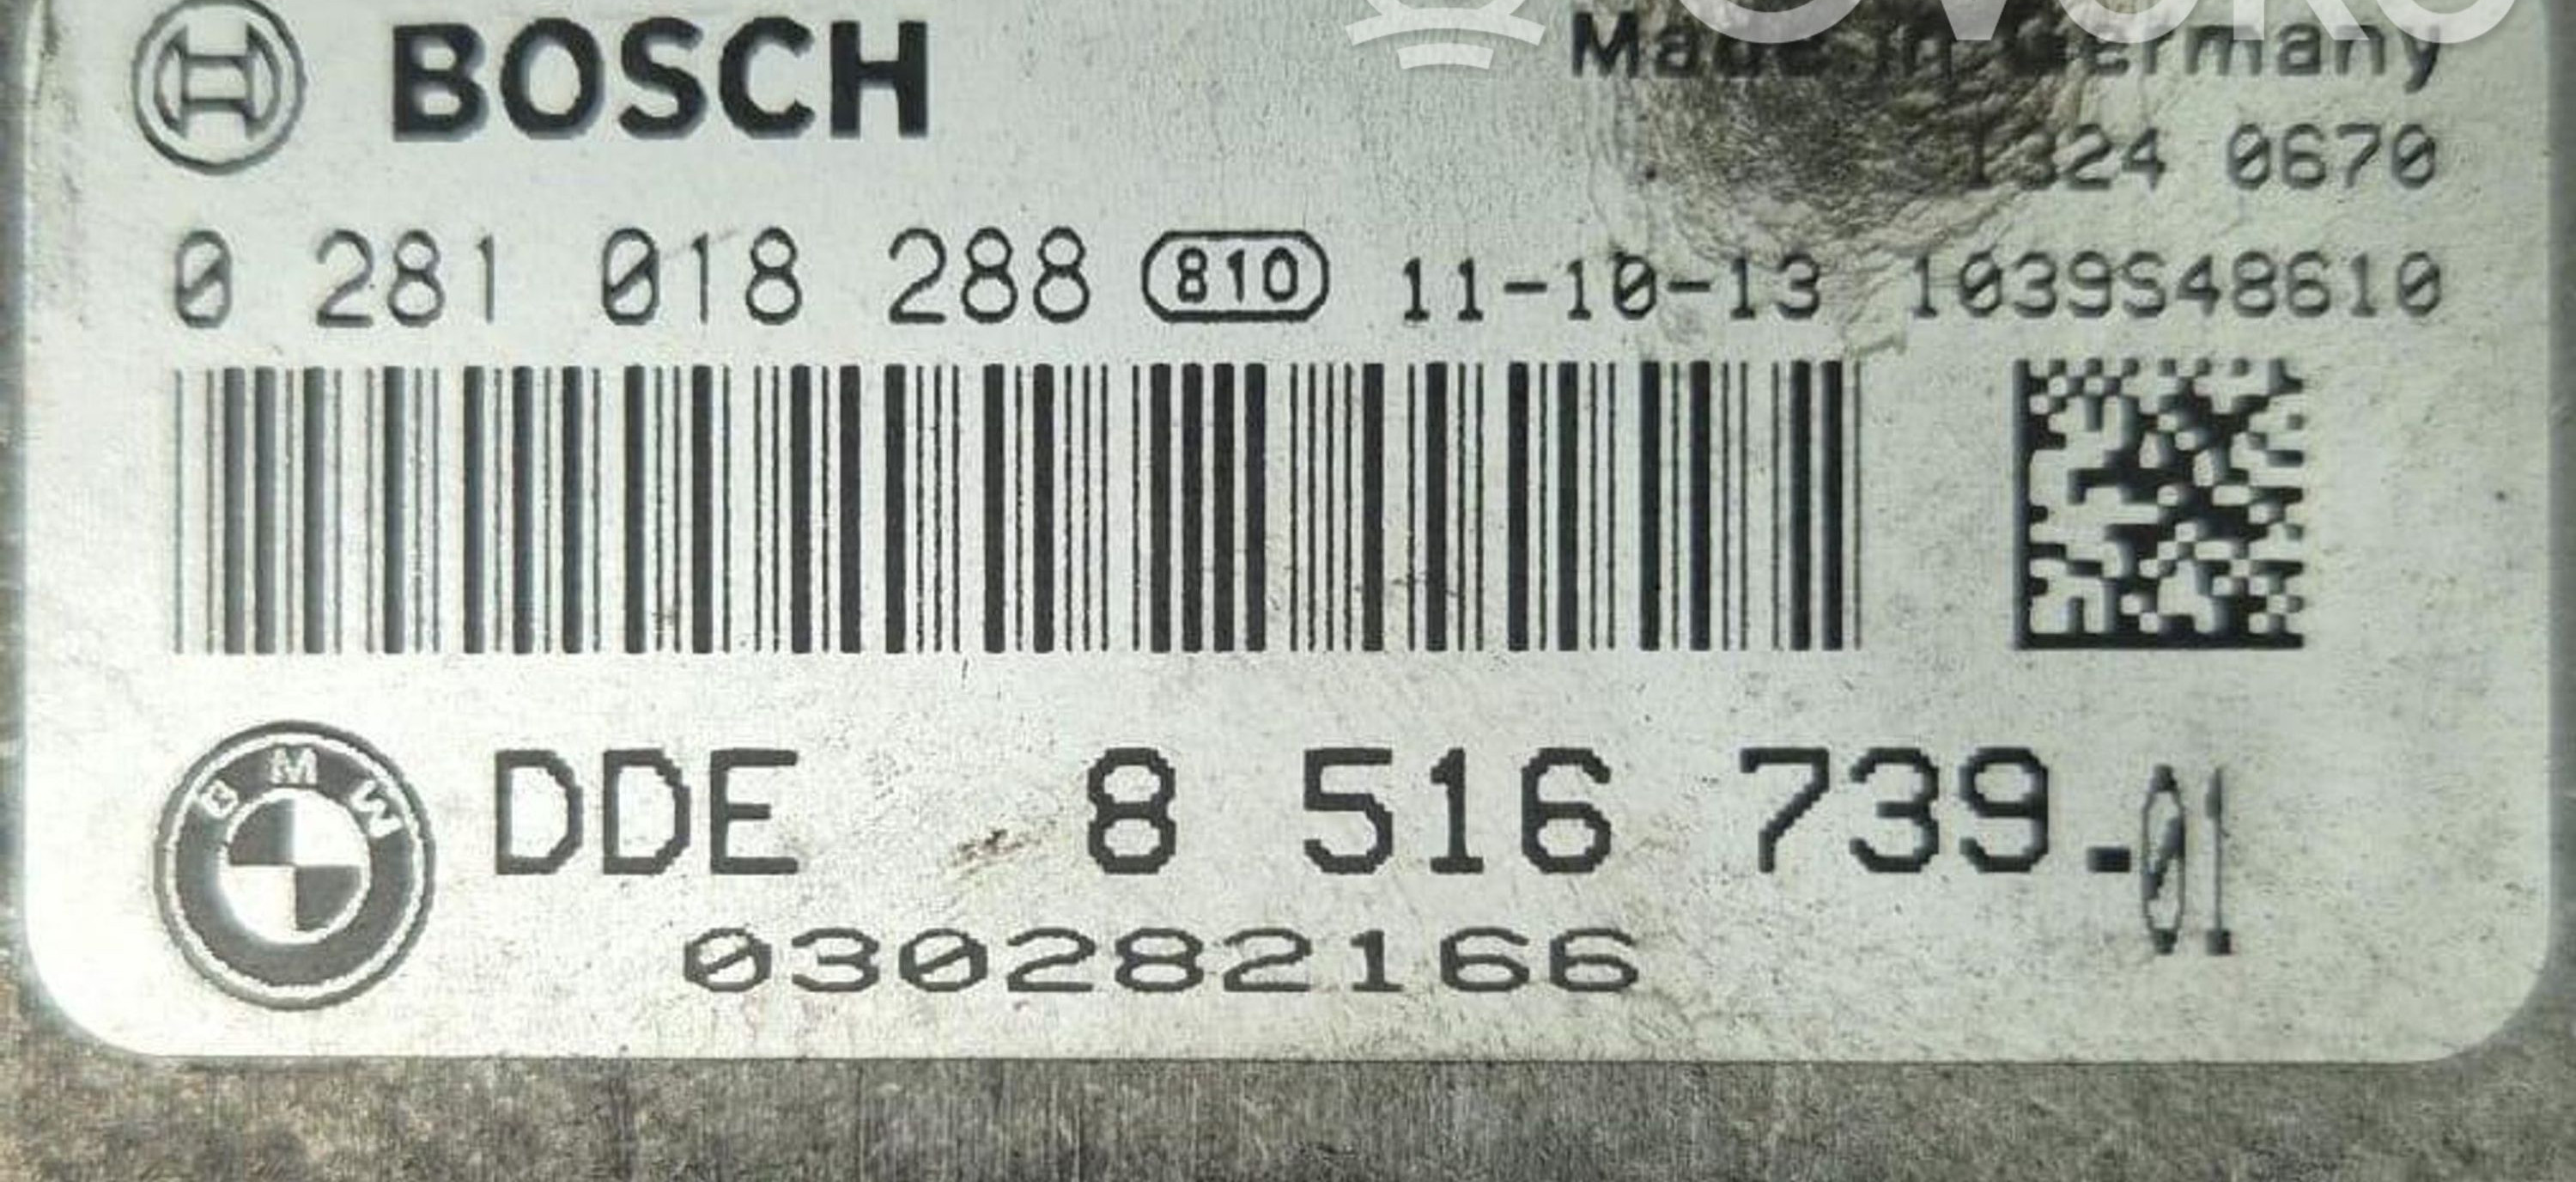 BOSCH
Made in Germany
1324 0670
0 281 018 288 810 11-10-13 1039S48610
BMW
DDE 8 516 739-01
030282166